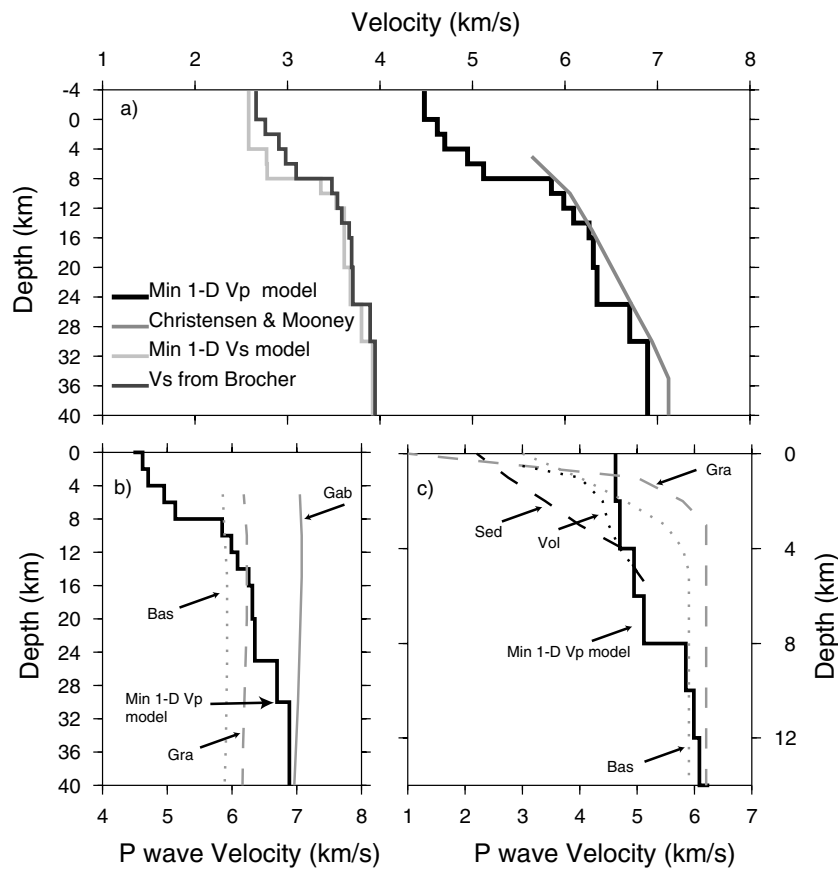 Velocity (km/s)
1 2 3 4 5 6 7 8
-4
0
4
8
12
16
20
24
28
32
36
40
Depth (km)
a)
Min 1-D Vp model
Christensen & Mooney
Min 1-D Vs model
Vs from Brocher
0
4
8
12
16
20
24
28
32
36
40
Depth (km)
b)
Gab
Bas
Min 1-D Vp
model
Gra
4 5 6 7 8
P wave Velocity (km/s)
c)
Gra
Sed
Vol
Min 1-D Vp model
Bas
0
4
8
12
Depth (km)
1 2 3 4 5 6 7
P wave Velocity (km/s)